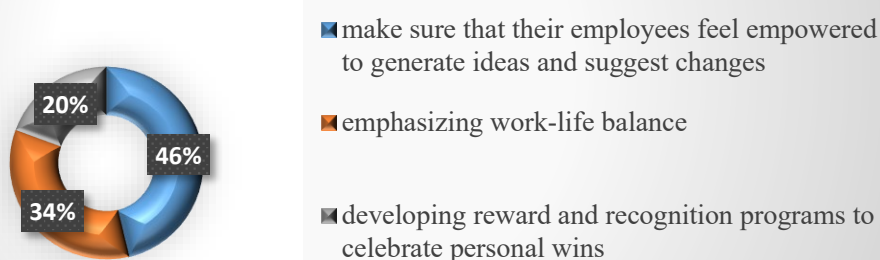 make sure that their employees feel empowered
to generate ideas and suggest changes
20%
46%
emphasizing work-life balance
34%
developing reward and recognition programs to
celebrate personal wins